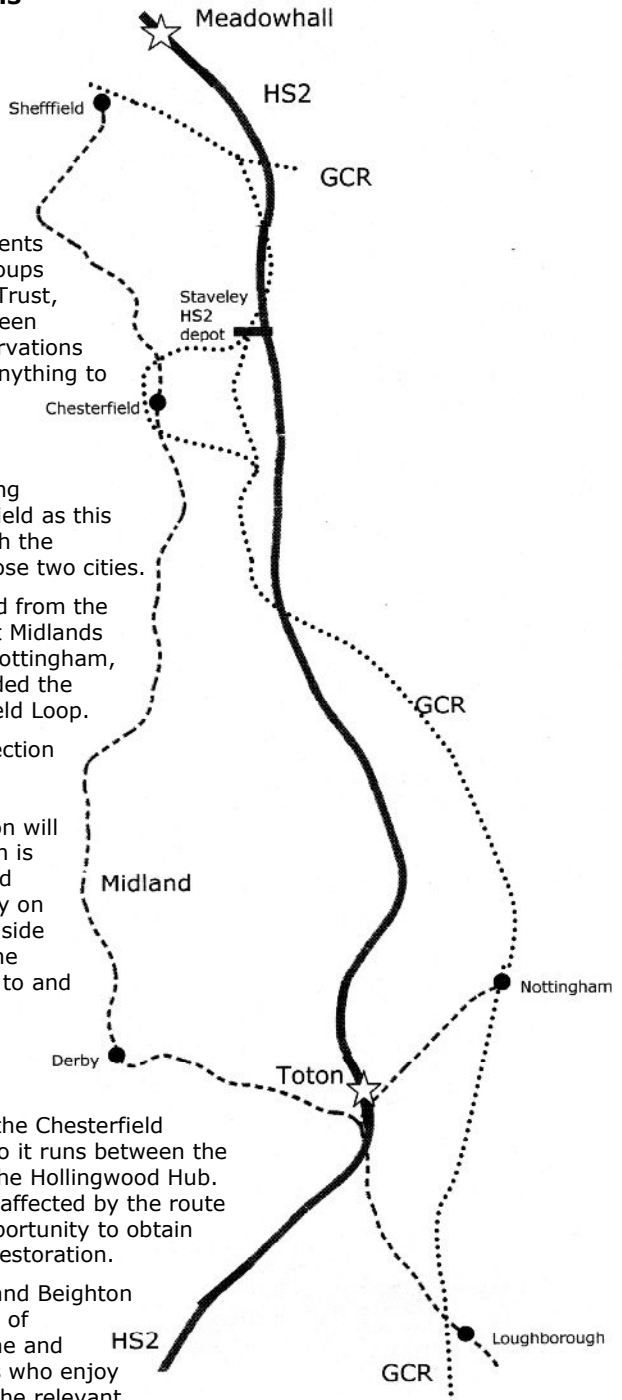 ents
oups
Trust,
een
rvations
nything to
ng
ield as this
h the
ose two cities.
d from the
t Midlands
ottingham,
ded the
eld Loop.
ection
on will
n is
d
y on
side
ne
to and
the Chesterfield
o it runs between the
he Hollingwood Hub.
affected by the route
portunity to obtain
estoration.
and Beighton
of
ne and
s who enjoy
he relevant
Meadowhall
HS2
Shefffield
GCR
Staveley
HS2
depot
Chesterfield
GCR
Midland
Nottingham
Derby
Toton
HS2
Loughborough
GCR